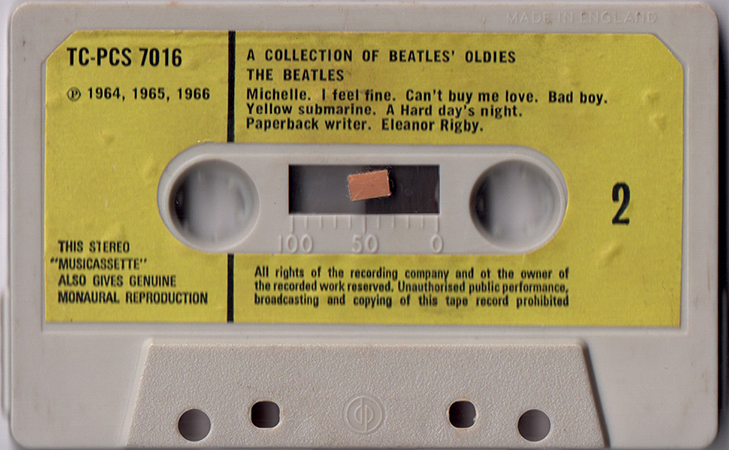 MADE IN ENGLAND
TC-PCS 7016
Ⓟ 1964, 1965, 1966
A COLLECTION OF BEATLES' OLDIES
THE BEATLES
Michelle. I feel fine. Can't buy me love. Bad boy.
Yellow submarine. A Hard day's night.
Paperback writer. Eleanor Rigby.
2
100 50 0
THIS STEREO
"MUSICASSETTE"
ALSO GIVES GENUINE
MONAURAL REPRODUCTION
All rights of the recording company and ot the owner of
the recorded work reserved. Unauthorised public performance,
broadcasting and copying of this tape record prohibited